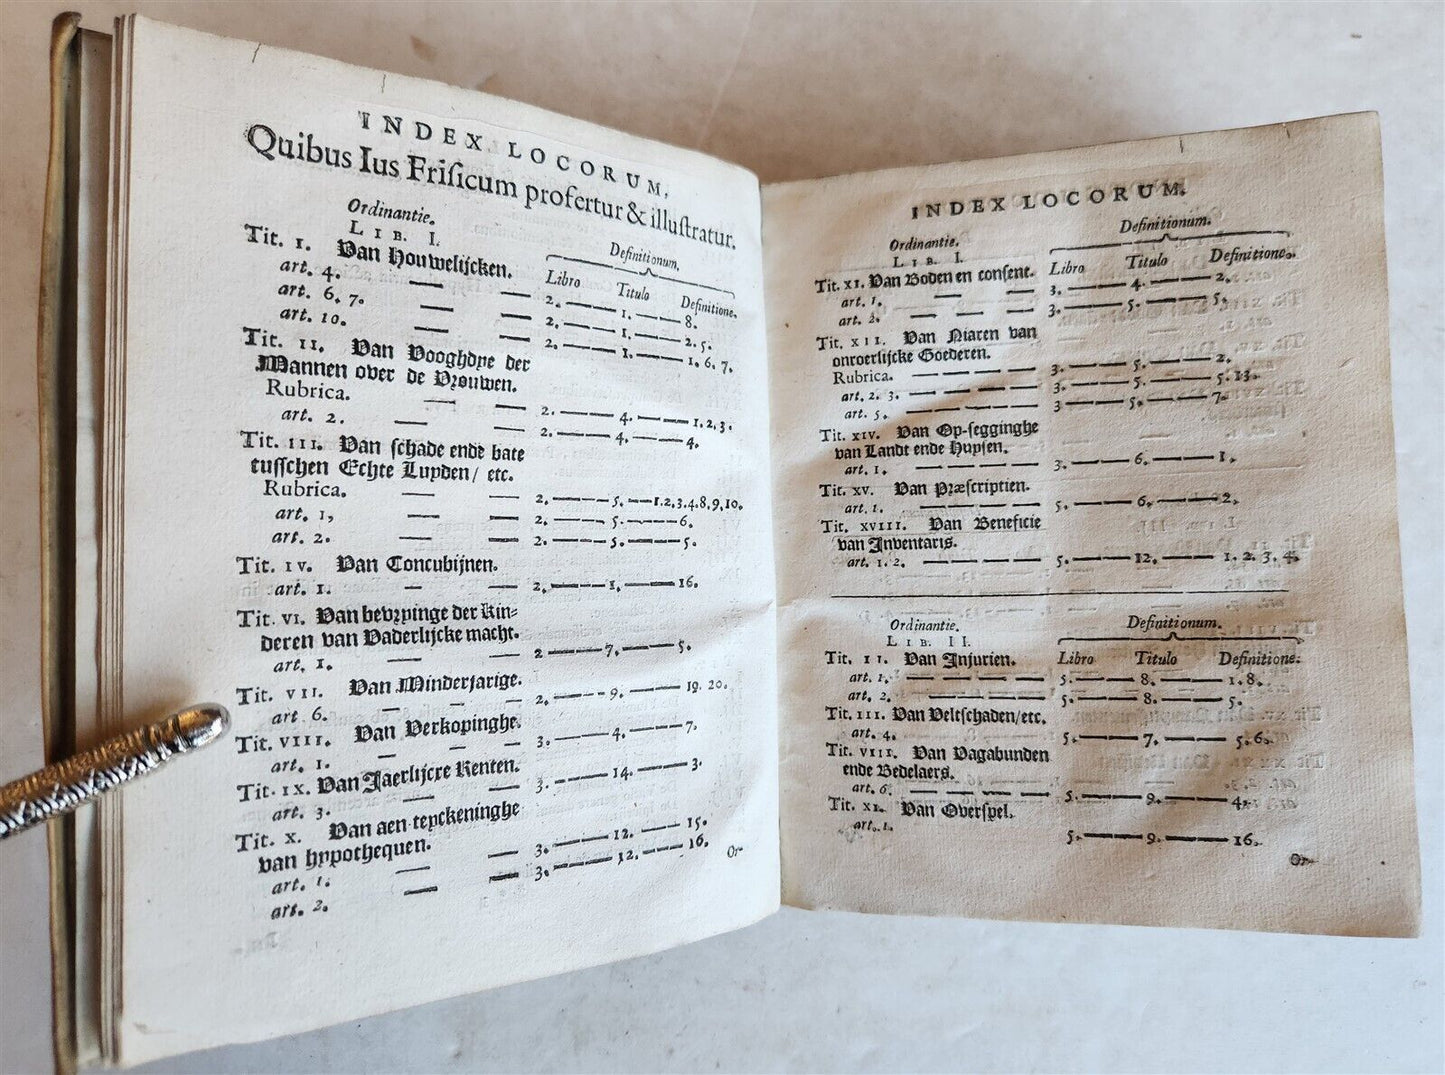 INDEX LOCORUM,
Quibus Ius Frisicum profertur & illustratur.
Ordinantie.
LIB. I.
Definitionum.
Libro Titulo Definitione.
Tit. I. Van Houwelijcken.
art. 4. — — 2. — 1. — 8.
art. 6. 7. — — 2. — 1. — 2. 5.
art. 10. — — 2. — 1. — 1. 6. 7.
Tit. II. Van Vooghdye der
Mannen over de Vrouwen.
Rubrica. — — 2. — 4. — 1. 2. 3.
art. 2. — — 2. — 4. — 4.
Tit. III. Van schade ende bate
tusschen Echte Luyden/ etc.
Rubrica. — — 2. — 5. — 1. 2. 3. 4. 8. 9. 10.
art. 1, — — 2. — 5. — 6.
art. 2. — — 2. — 5. — 5.
Tit. IV. Van Concubijnen.
art. 1. — — 2. — 1. — 16.
Tit. VI. Van bevrpinge der Kin-
deren van Vaderlijcke macht.
art. 1. — — 2 — 7. — 5.
Tit. VII. Van Minderjarige.
art 6. — — — 2. — 9. — 19. 20.
Tit. VIII. Van Verkopinghe.
art. 1. — — — 3. — 4. — 7.
Tit. IX. Van Jaerlijcxe Renten.
art. 3. — — 3. — 14. — 3.
Tit. X. Van aen-teyckeninghe
van hypothequen.
art. 1. — — 3. — 12. — 15.
art. 2. — — 3. — 12. — 16.
Or-
INDEX LOCORUM.
Ordinantie.
LIB. I.
Definitionum.
Libro Titulo Definitione.
Tit. XI. Van Boden en consent.
art. 1. — — 3. — 4. — 2.
art. 2. — — 3. — 5. — 5.
Tit. XII. Van Niaren van
onroerlijcke Goederen.
Rubrica. — — — — 3. — 5. — 2.
art. 2. 3. — — — — 3. — 5. — 5. 13.
art. 5. — — — — 3 — 5. — 7.
Tit. XIV. Van Op-segginghe
van Landt ende Huysen.
art. 1. — — — — 3. — 6. — 1.
Tit. XV. Van Præscriptien.
art. 1. — — — — 5. — 6. — 2.
Tit. XVIII. Van Beneficie
van Inventaris.
art. 1. 2. — — — — 5. — 12. — 1. 2. 3. 4.
Ordinantie.
LIB. II.
Definitionum.
Libro Titulo Definitione.
Tit. II. Van Injurien.
art. 1. — — — — 5. — 8. — 1. 8.
art. 2. — — — — 5. — 8. — 5.
Tit. III. Van Veltschaden/etc.
art. 4. 5. — 7. — 5. 6.
Tit. VIII. Van Vagabunden
ende Bedelaers.
art. 6. — — — — 5. — 9. — 4.
Tit. XI. Van Overspel.
art. 1. 5. — 9. — 16.
Or-